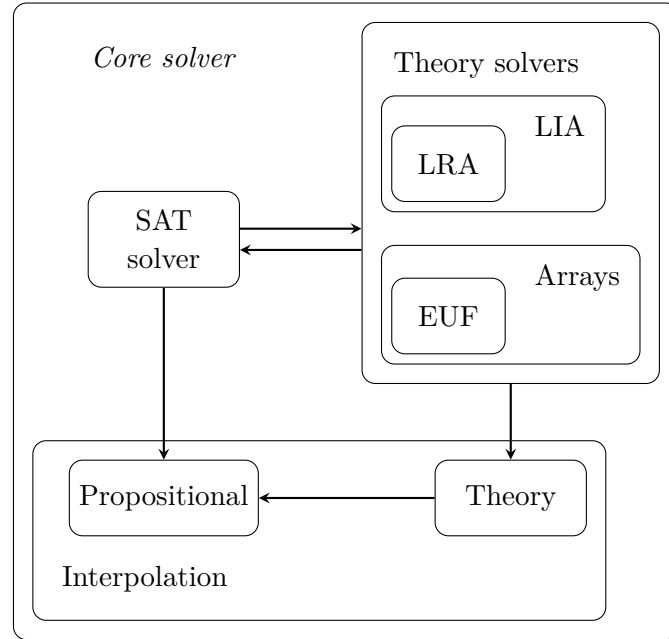 Core solver
Theory solvers
LIA
LRA
SAT
solver
Arrays
EUF
Propositional
Theory
Interpolation